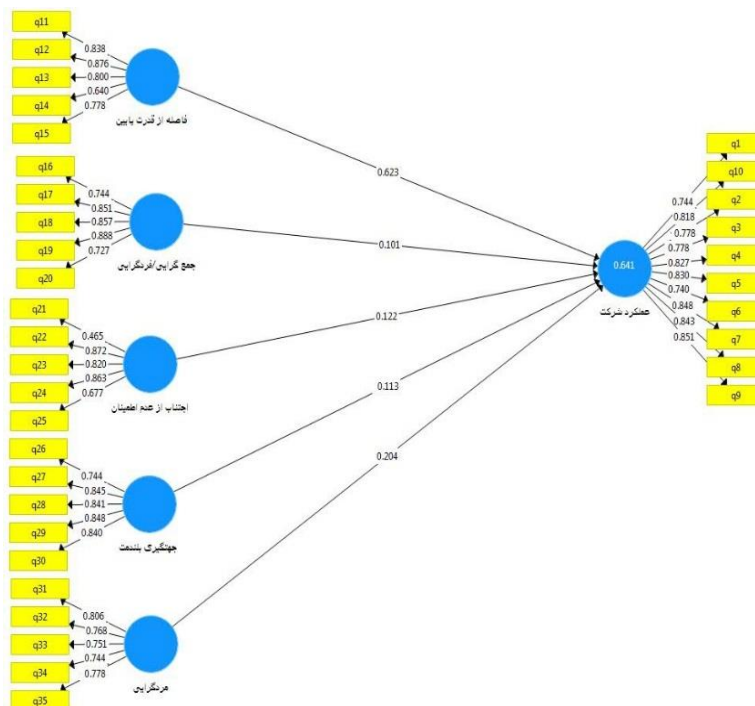 q11
q12
q13
q14
q15
0.838
0.876
0.800
0.640
0.778
فاصله از قدرت پایین
q16
q17
q18
q19
q20
0.744
0.851
0.857
0.888
0.727
جمع گرایی/فردگرایی
q21
q22
q23
q24
q25
0.465
0.872
0.820
0.863
0.677
اجتناب از عدم اطمینان
q26
q27
q28
q29
q30
0.744
0.845
0.841
0.848
0.840
جهتگیری بلندمت
q31
q32
q33
q34
q35
0.806
0.768
0.751
0.744
0.778
مردگرایی
0.623
0.101
0.122
0.113
0.204
0.641
عملکرد شرکت
0.744
0.818
0.778
0.778
0.827
0.830
0.740
0.848
0.843
0.851
q1
q10
q2
q3
q4
q5
q6
q7
q8
q9